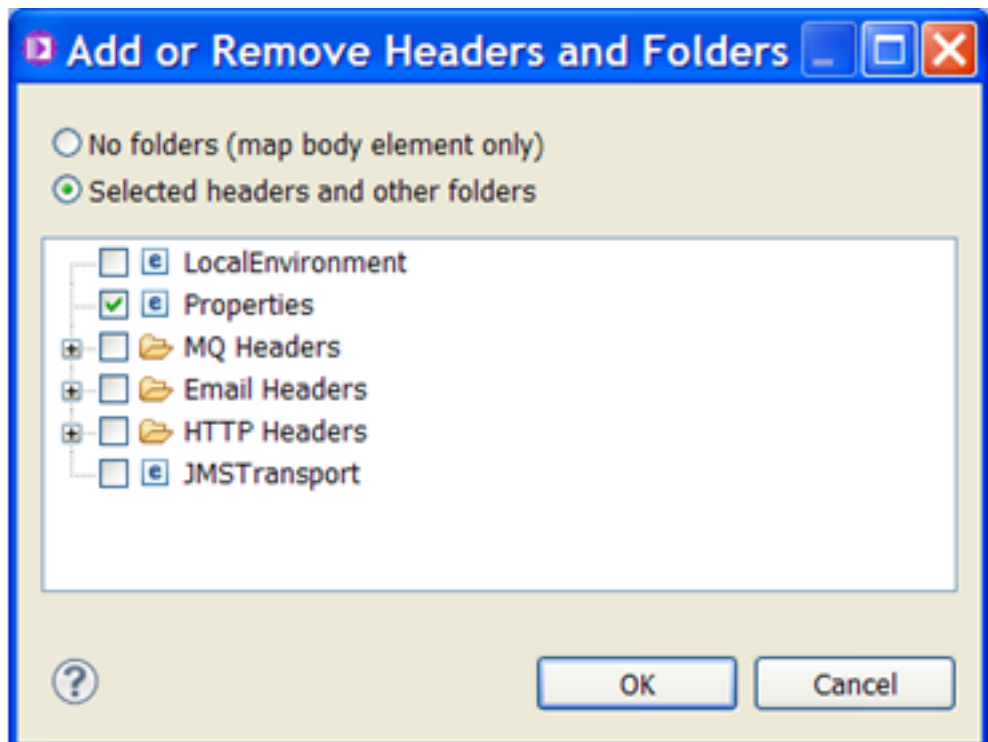 Add or Remove Headers and Folders
No folders (map body element only)
Selected headers and other folders
e LocalEnvironment
e Properties
MQ Headers
Email Headers
HTTP Headers
e JMSTransport
? OK Cancel